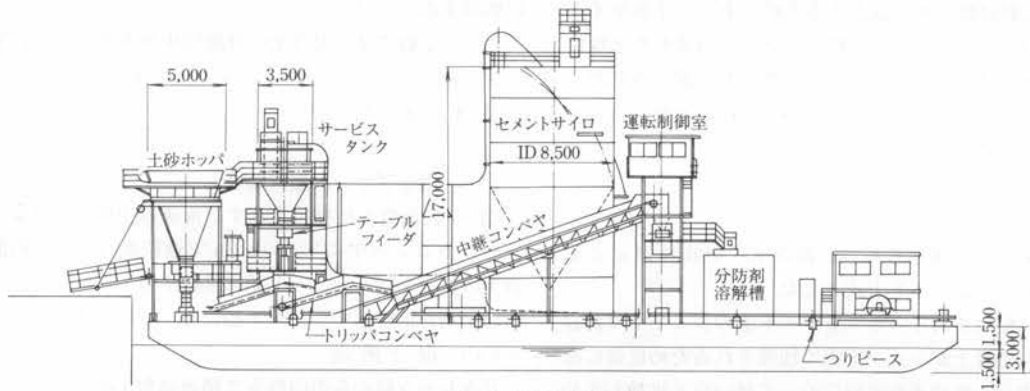 5,000
3,500
サービス
タンク
土砂ホッパ
セメントサイロ
運転制御室
ID 8,500
17,000
テーブル
フィーダ
中継コンベヤ
分防剤
溶解槽
トリッパコンベヤ
つりピース
1,500
1,500
3,000